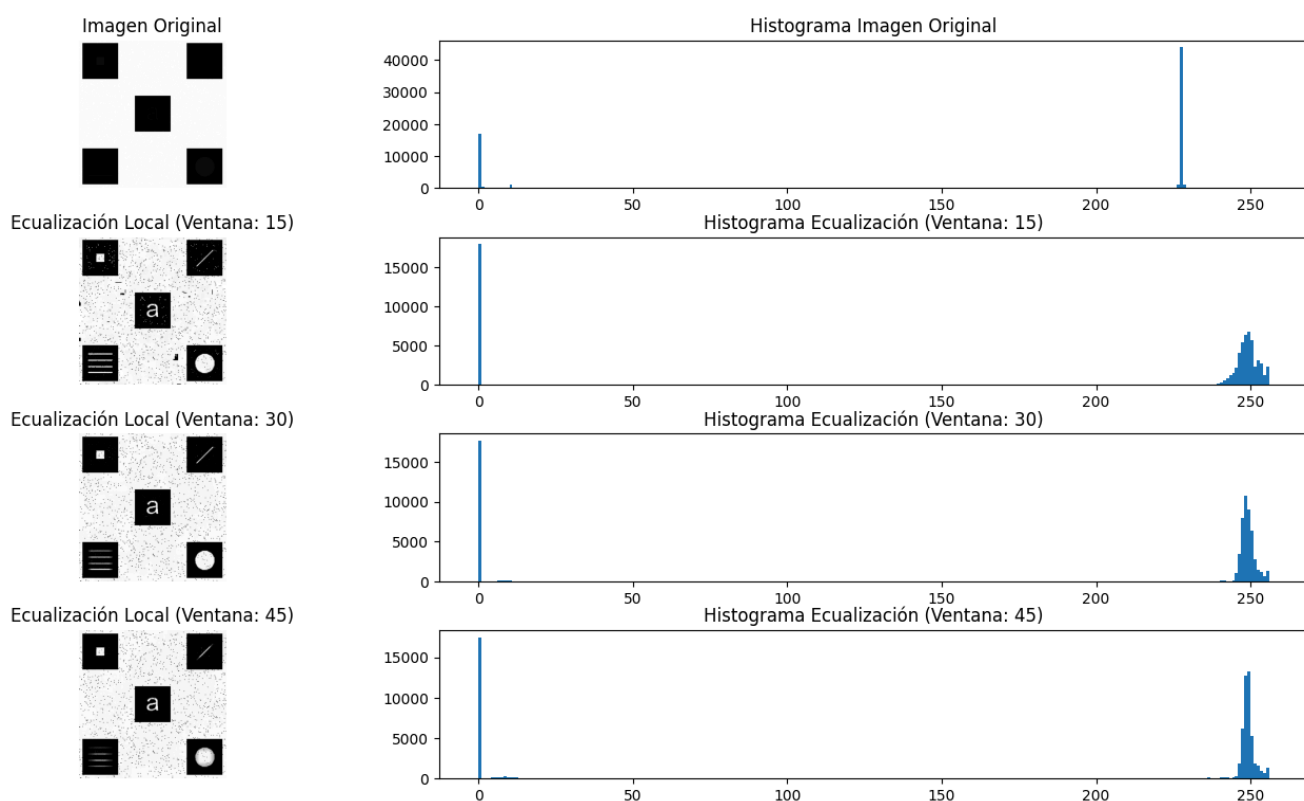 Imagen Original
Histograma Imagen Original
40000
30000
20000
10000
0
0 50 100 150 200 250
Ecualización Local (Ventana: 15)
Histograma Ecualización (Ventana: 15)
a
15000
10000
5000
0
0 50 100 150 200 250
Ecualización Local (Ventana: 30)
Histograma Ecualización (Ventana: 30)
a
15000
10000
5000
0
0 50 100 150 200 250
Ecualización Local (Ventana: 45)
Histograma Ecualización (Ventana: 45)
a
15000
10000
5000
0
0 50 100 150 200 250